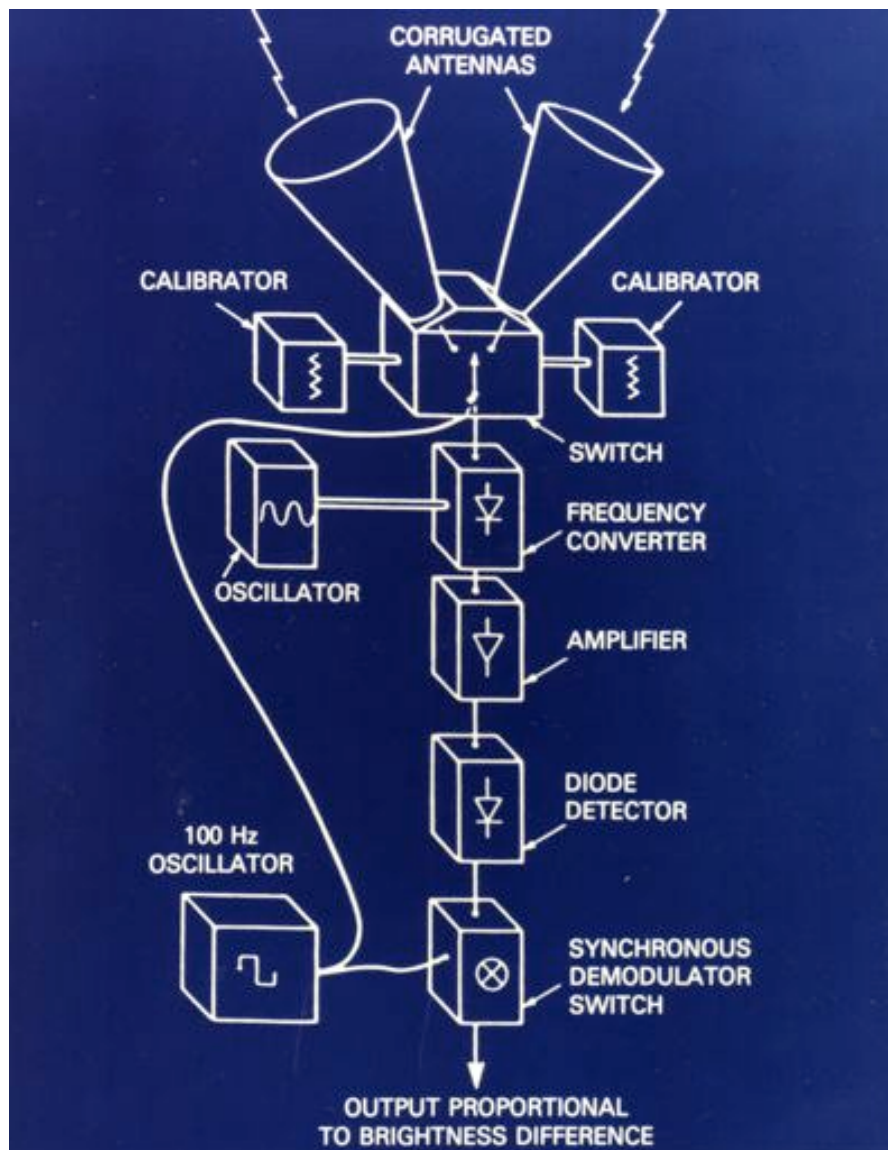 CORRUGATED
ANTENNAS
CALIBRATOR
CALIBRATOR
SWITCH
FREQUENCY
CONVERTER
OSCILLATOR
AMPLIFIER
DIODE
DETECTOR
100 Hz
OSCILLATOR
SYNCHRONOUS
DEMODULATOR
SWITCH
OUTPUT PROPORTIONAL
TO BRIGHTNESS DIFFERENCE